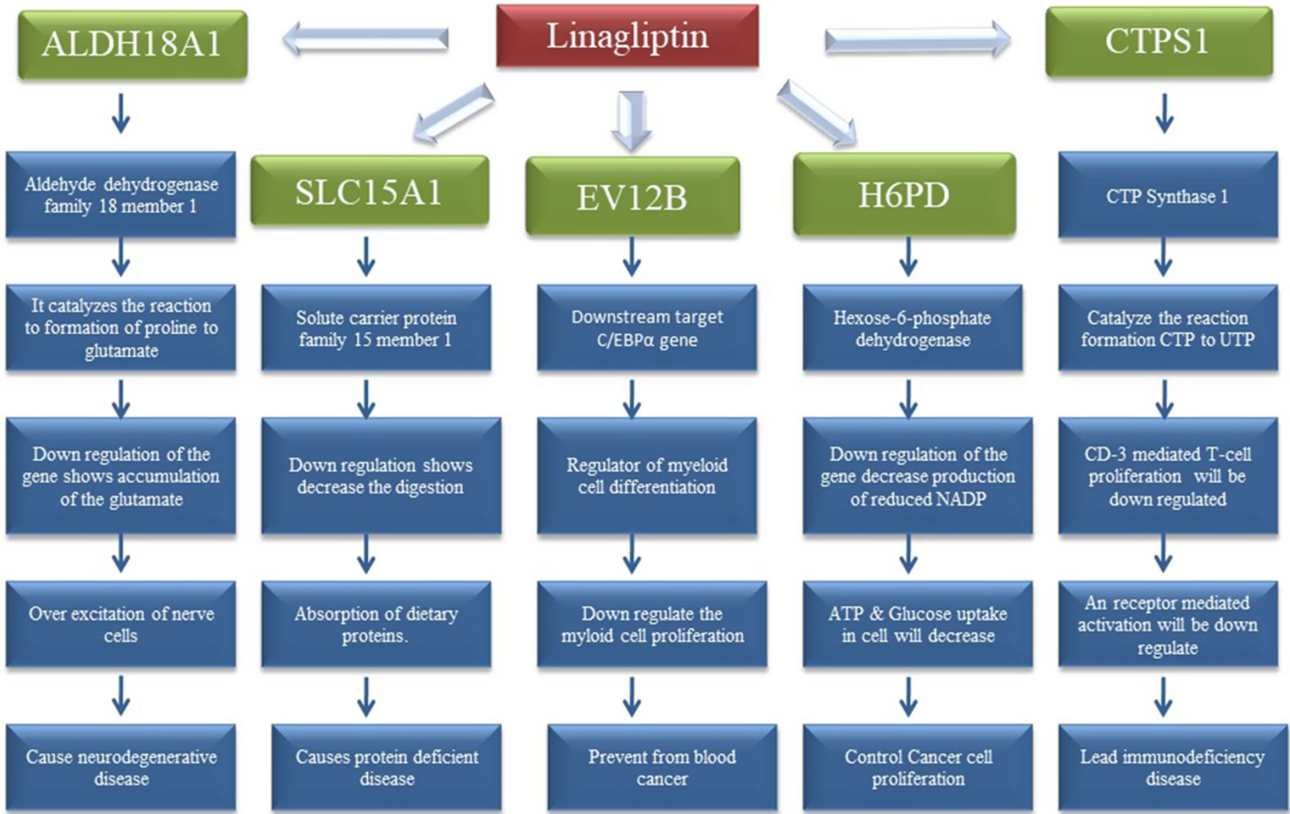 Linagliptin
ALDH18A1
Aldehyde dehydrogenase
family 18 member 1
It catalyzes the reaction
to formation of proline to
glutamate
Down regulation of the
gene shows accumulation
of the glutamate
Over excitation of nerve
cells
Cause neurodegenerative
disease
SLC15A1
Solute carrier protein
family 15 member 1
Down regulation shows
decrease the digestion
Absorption of dietary
proteins.
Causes protein deficient
disease
EV12B
Downstream target
C/EBPα gene
Regulator of myeloid
cell differentiation
Down regulate the
myloid cell proliferation
Prevent from blood
cancer
H6PD
Hexose-6-phosphate
dehydrogenase
Down regulation of the
gene decrease production
of reduced NADP
ATP & Glucose uptake
in cell will decrease
Control Cancer cell
proliferation
CTPS1
CTP Synthase 1
Catalyze the reaction
formation CTP to UTP
CD-3 mediated T-cell
proliferation will be
down regulated
An receptor mediated
activation will be down
regulate
Lead immunodeficiency
disease